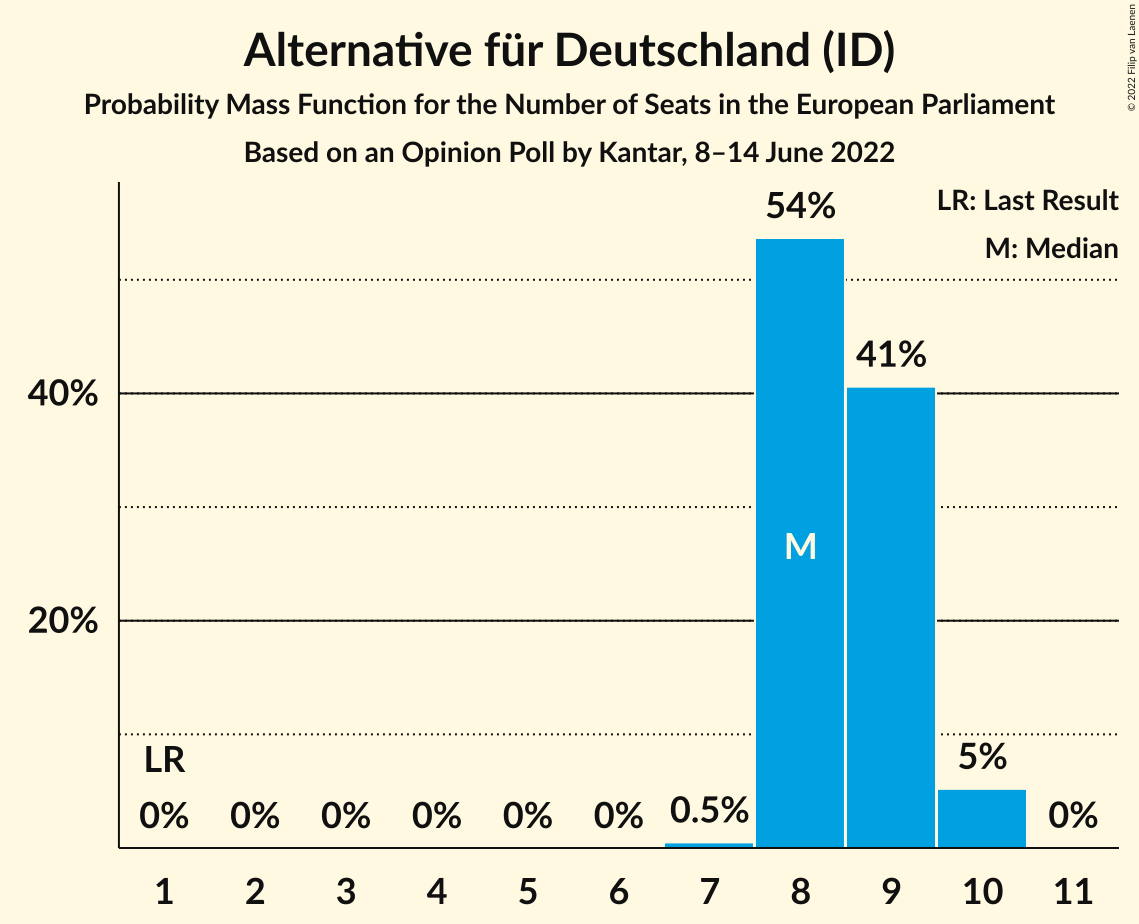 Alternative für Deutschland (ID)
Probability Mass Function for the Number of Seats in the European Parliament
Based on an Opinion Poll by Kantar, 8–14 June 2022
© 2022 Filip van Laenen
LR: Last Result
M: Median
54%
41%
40%
M
20%
LR
5%
0% 0% 0% 0% 0% 0% 0.5% 0%
1 2 3 4 5 6 7 8 9 10 11